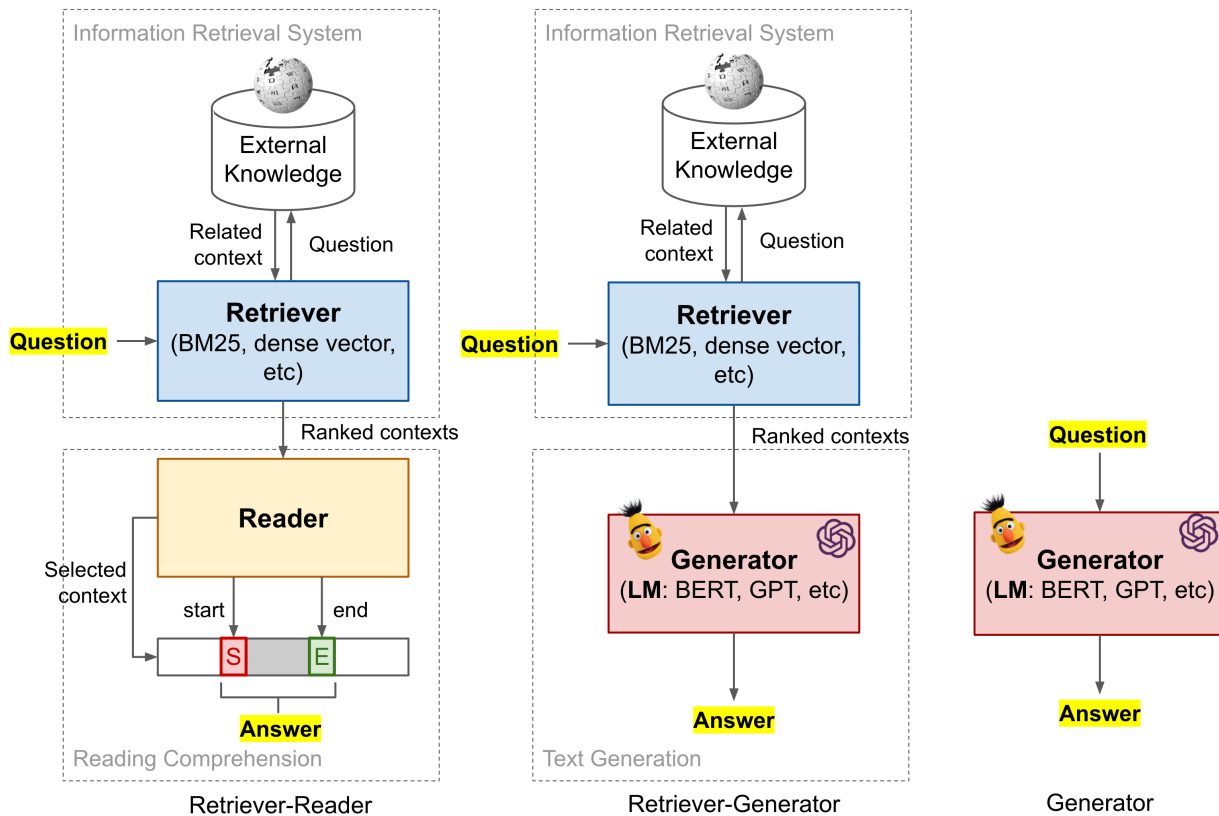 Information Retrieval System
External
Knowledge
Related
context
Question
Question
Retriever
(BM25, dense vector,
etc)
Ranked contexts
Reader
Selected
context
start
end
S
E
Answer
Reading Comprehension
Retriever-Reader
Information Retrieval System
External
Knowledge
Related
context
Question
Question
Retriever
(BM25, dense vector,
etc)
Ranked contexts
Generator
(LM: BERT, GPT, etc)
Answer
Text Generation
Retriever-Generator
Question
Generator
(LM: BERT, GPT, etc)
Answer
Generator